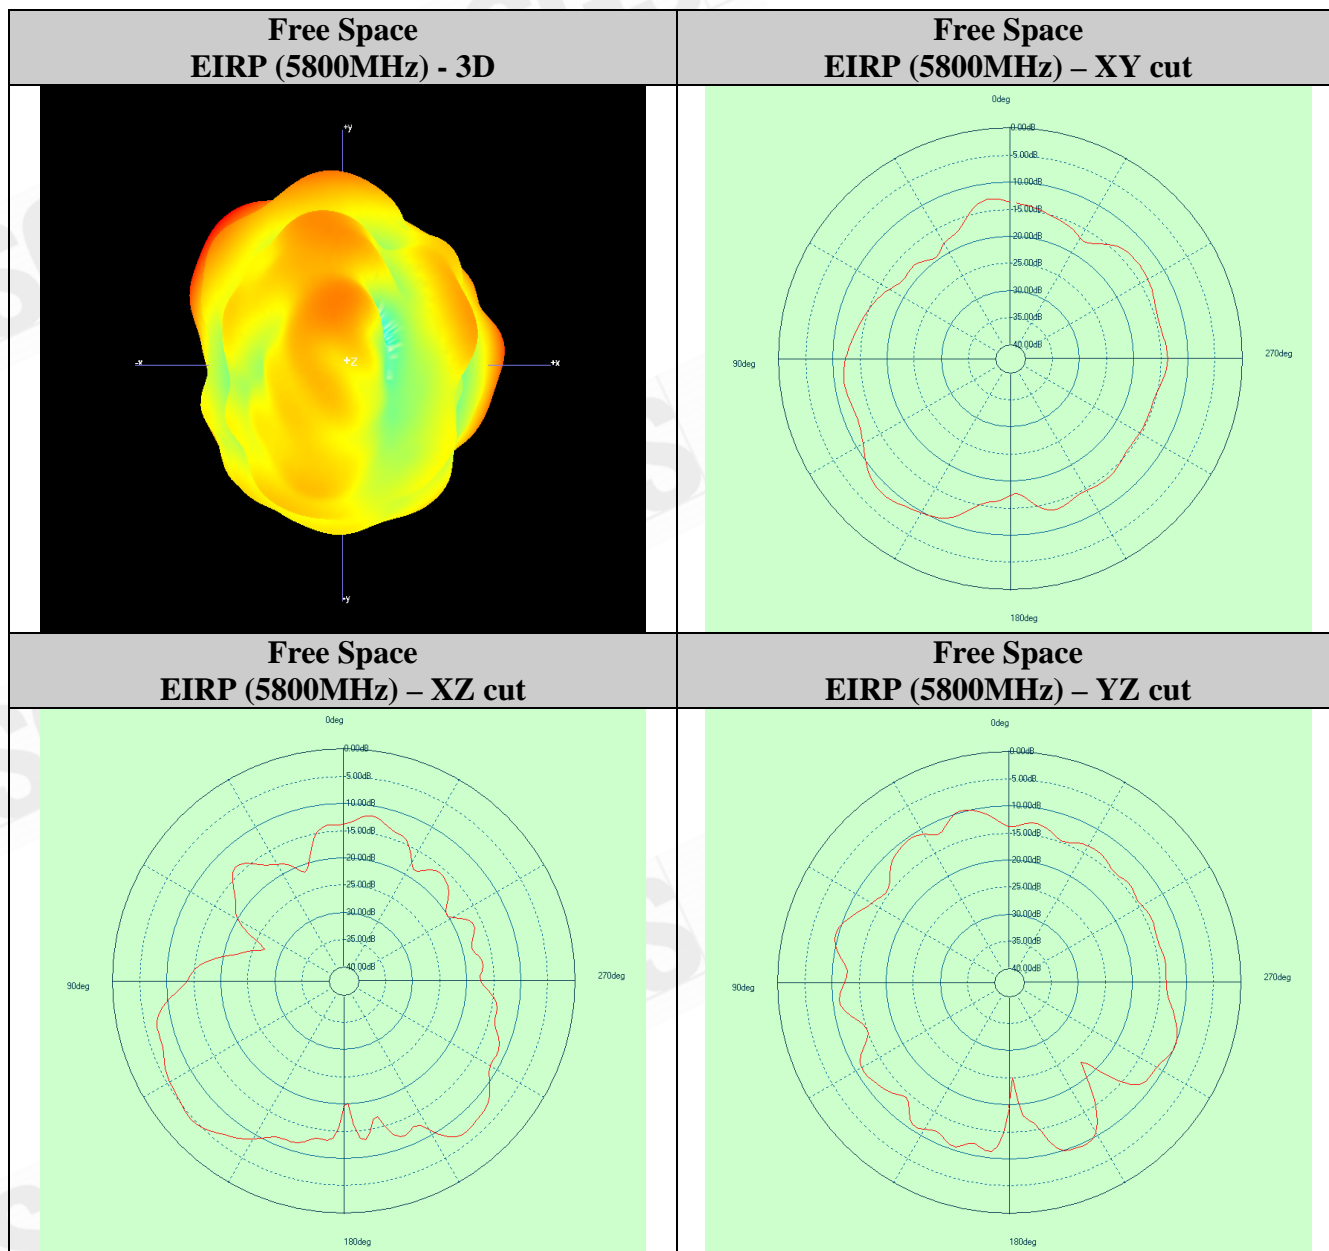 Free Space
EIRP (5800MHz) - 3D
Free Space
EIRP (5800MHz) – XY cut
+y
-x
+Z
+x
-y
0deg
0.00dB
-5.00dB
-10.00dB
-15.00dB
-20.00dB
-25.00dB
-30.00dB
-35.00dB
-40.00dB
90deg
270deg
180deg
Free Space
EIRP (5800MHz) – XZ cut
Free Space
EIRP (5800MHz) – YZ cut
0deg
0.00dB
-5.00dB
-10.00dB
-15.00dB
-20.00dB
-25.00dB
-30.00dB
-35.00dB
-40.00dB
90deg
270deg
180deg
0deg
0.00dB
-5.00dB
-10.00dB
-15.00dB
-20.00dB
-25.00dB
-30.00dB
-35.00dB
-40.00dB
90deg
270deg
180deg